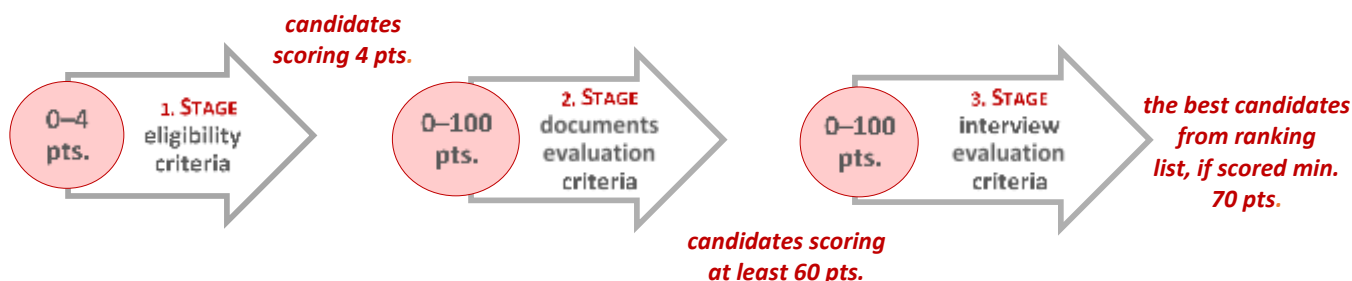 0–4
pts.
1. STAGE
eligibility
criteria
candidates
scoring 4 pts.
0–100
pts.
2. STAGE
documents
evaluation
criteria
candidates scoring
at least 60 pts.
0–100
pts.
3. STAGE
interview
evaluation
criteria
the best candidates
from ranking
list, if scored min.
70 pts.